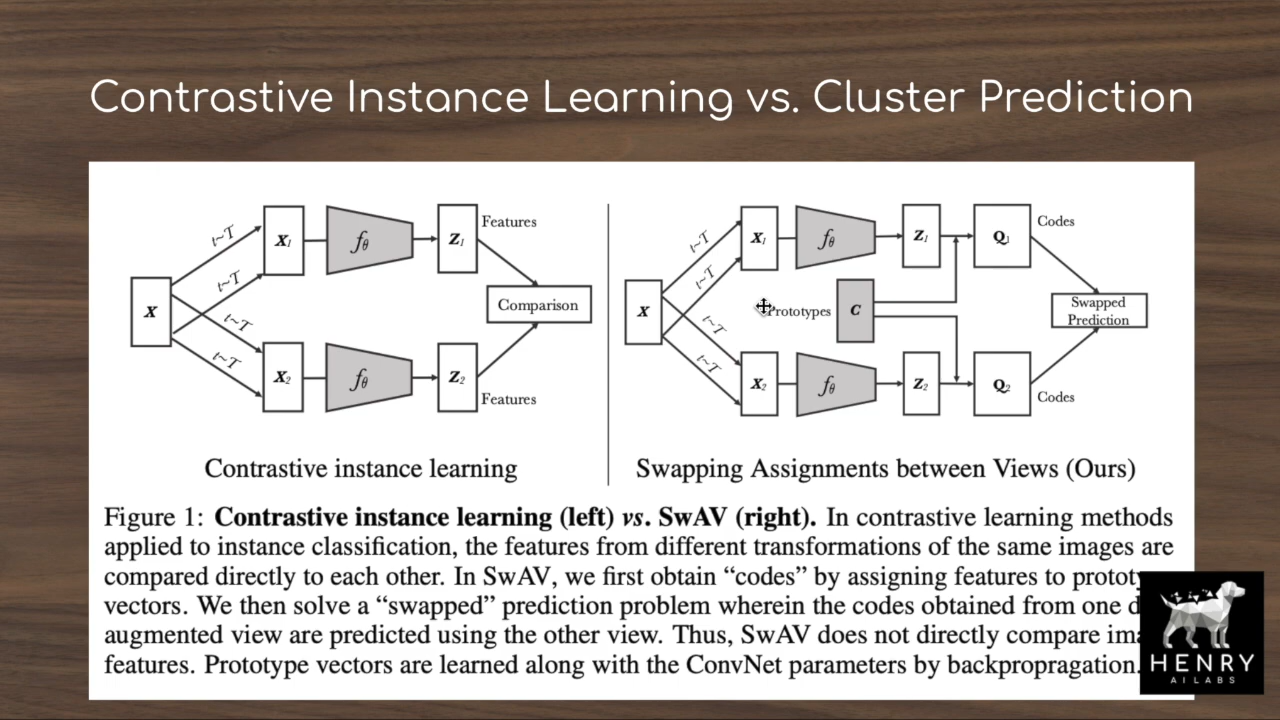 Contrastive Instance Learning vs. Cluster Prediction
t~T
t~T
t~T
t~T
X
X1
fθ
Z1
Features
Comparison
X2
fθ
Z2
Features
Contrastive instance learning
t~T
t~T
t~T
t~T
X
X1
fθ
Z1
Q1
Codes
Prototypes
C
Swapped
Prediction
X2
fθ
Z2
Q2
Codes
Swapping Assignments between Views (Ours)
Figure 1: Contrastive instance learning (left) vs. SwAV (right). In contrastive learning methods
applied to instance classification, the features from different transformations of the same images are
compared directly to each other. In SwAV, we first obtain “codes” by assigning features to
vectors. We then solve a “swapped” prediction problem wherein the codes obtained from one
augmented view are predicted using the other view. Thus, SwAV does not directly compare
features. Prototype vectors are learned along with the ConvNet parameters by backpropragation.
HENRY
AI LABS